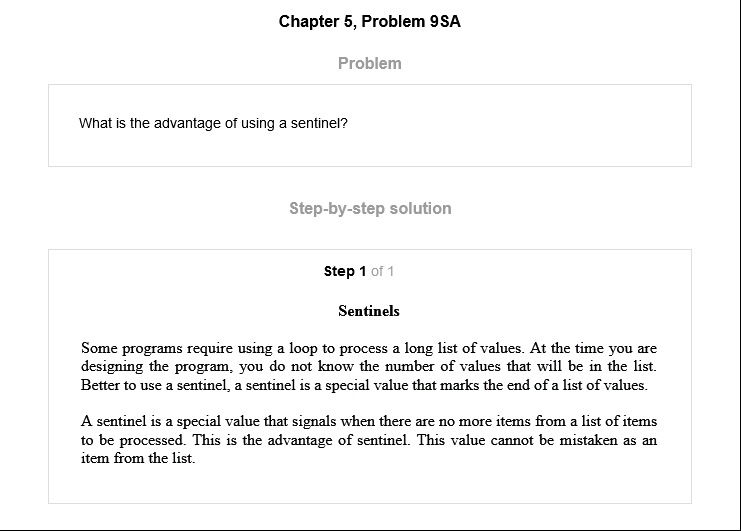 Chapter 5, Problem 9SA
Problem
What is the advantage of using a sentinel?
Step-by-step solution
Step 1 of 1
Sentinels
Some programs require using a loop to process a long list of values. At the time you are
designing the program, you do not know the number of values that will be in the list.
Better to use a sentinel, a sentinel is a special value that marks the end of a list of values.
A sentinel is a special value that signals when there are no more items from a list of items
to be processed. This is the advantage of sentinel. This value cannot be mistaken as an
item from the list.